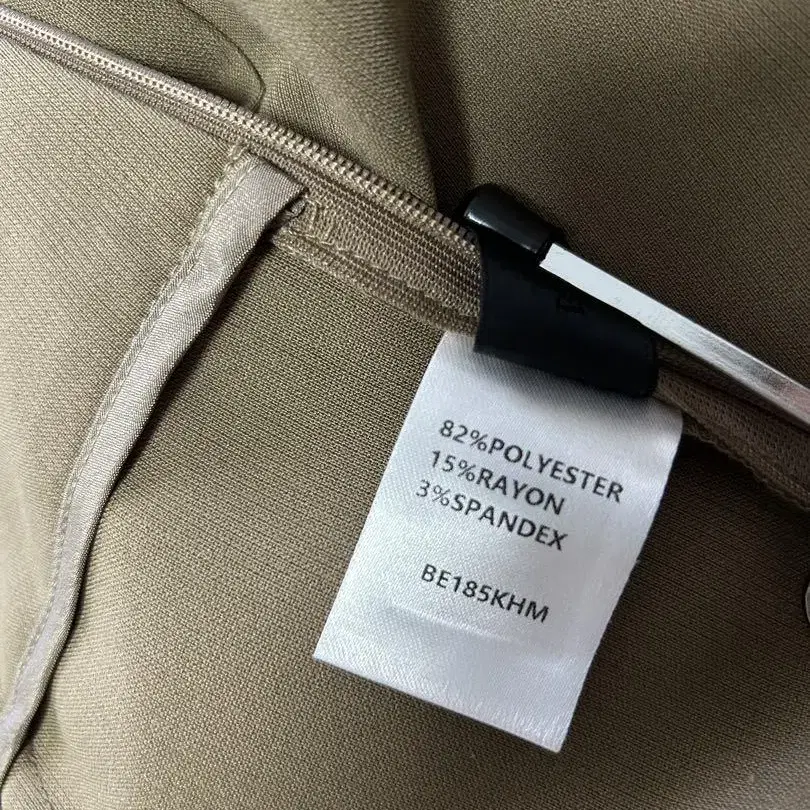 82%POLYESTER
15%RAYON
3%SPANDEX
BE185KHM